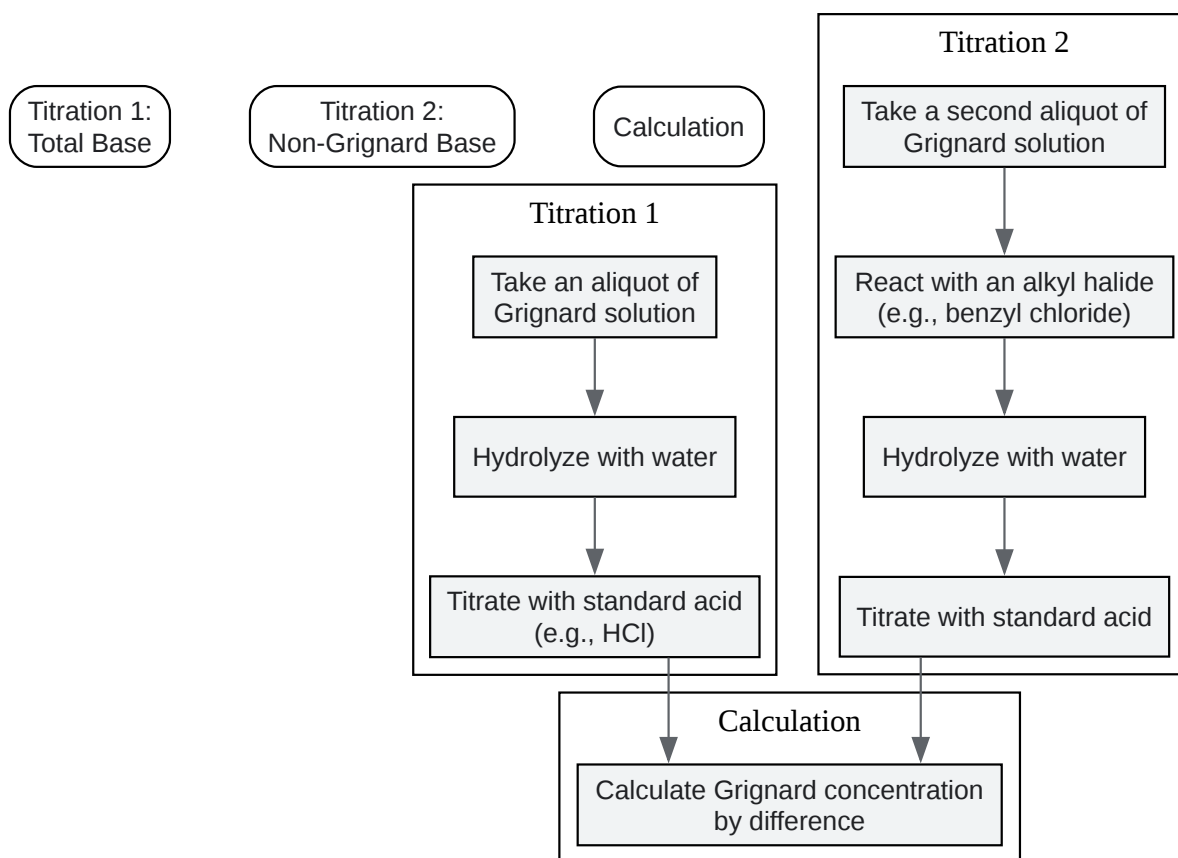 Titration 1:
Total Base
Titration 2:
Non-Grignard Base
Calculation
Titration 1
Take an aliquot of
Grignard solution
Hydrolyze with water
Titrate with standard acid
(e.g., HCl)
Titration 2
Take a second aliquot of
Grignard solution
React with an alkyl halide
(e.g., benzyl chloride)
Hydrolyze with water
Titrate with standard acid
Calculation
Calculate Grignard concentration
by difference